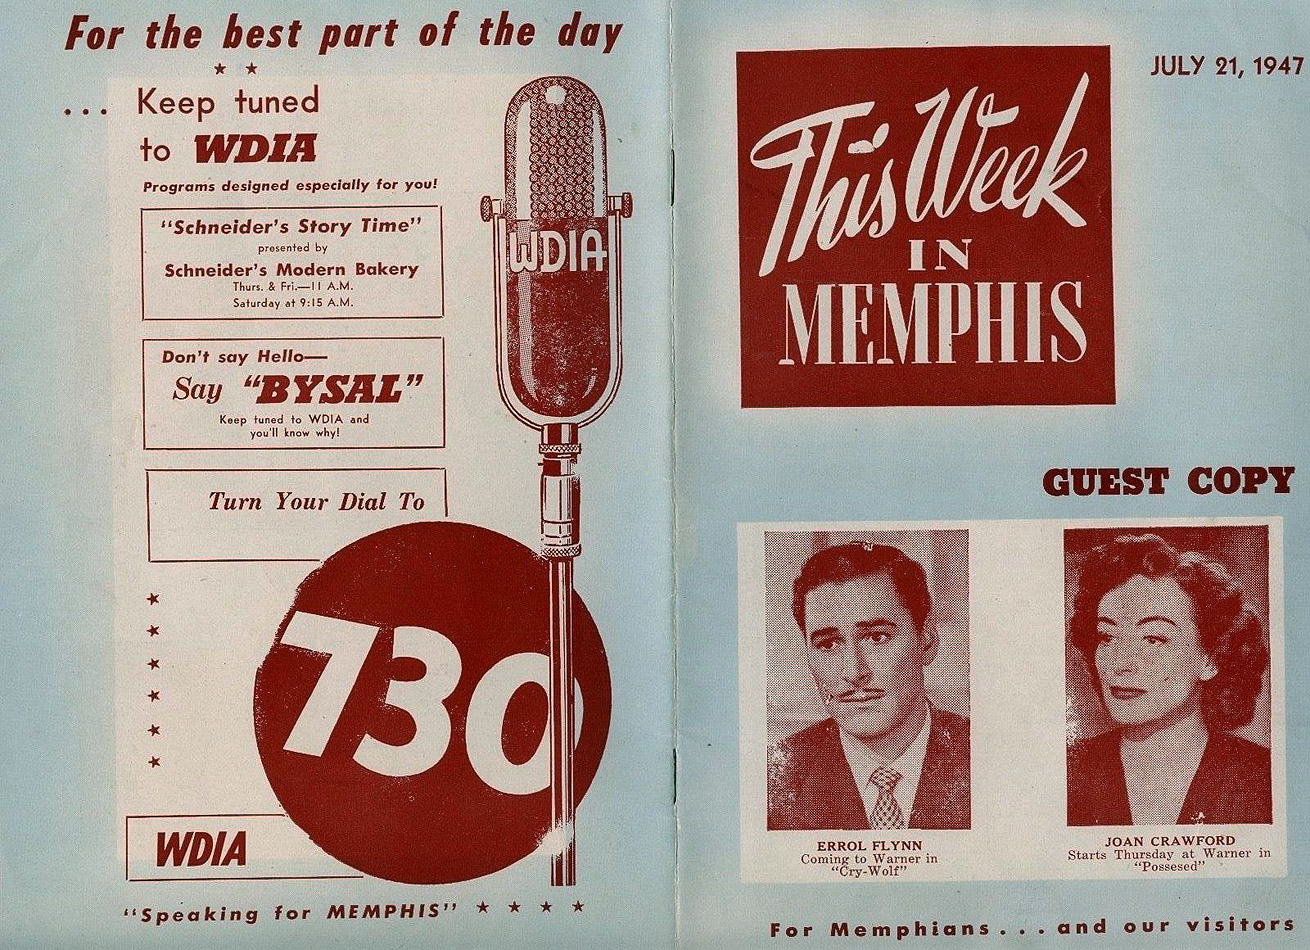 For the best part of the day
... Keep tuned
to WDIA
Programs designed especially for you!
"Schneider's Story Time"
presented by
Schneider's Modern Bakery
Thurs. & Fri.—11 A.M.
Saturday at 9:15 A.M.
Don't say Hello—
Say "BYSAL"
Keep tuned to WDIA and
you'll know why!
Turn Your Dial To
730
WDIA
WDIA
"Speaking for MEMPHIS"
JULY 21, 1947
This Week
IN
MEMPHIS
GUEST COPY
ERROL FLYNN
Coming to Warner in
"Cry-Wolf"
JOAN CRAWFORD
Starts Thursday at Warner in
"Possesed"
For Memphians...and our visitors